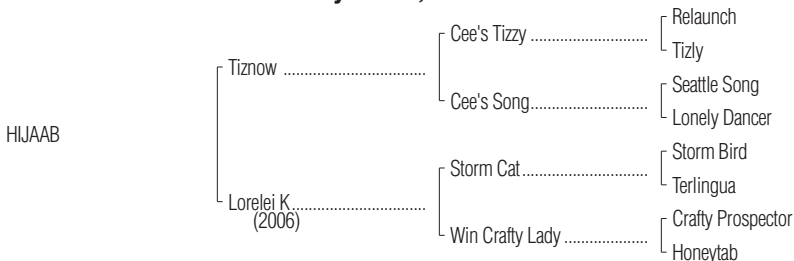 Relaunch
Cee's Tizzy ............................
Tizly
Tiznow ..................................
Seattle Song
Cee's Song............................
Lonely Dancer
HIJAAB
Storm Bird
Storm Cat..............................
Terlingua
Lorelei K................................
(2006)
Crafty Prospector
Win Crafty Lady ....................
Honeytab